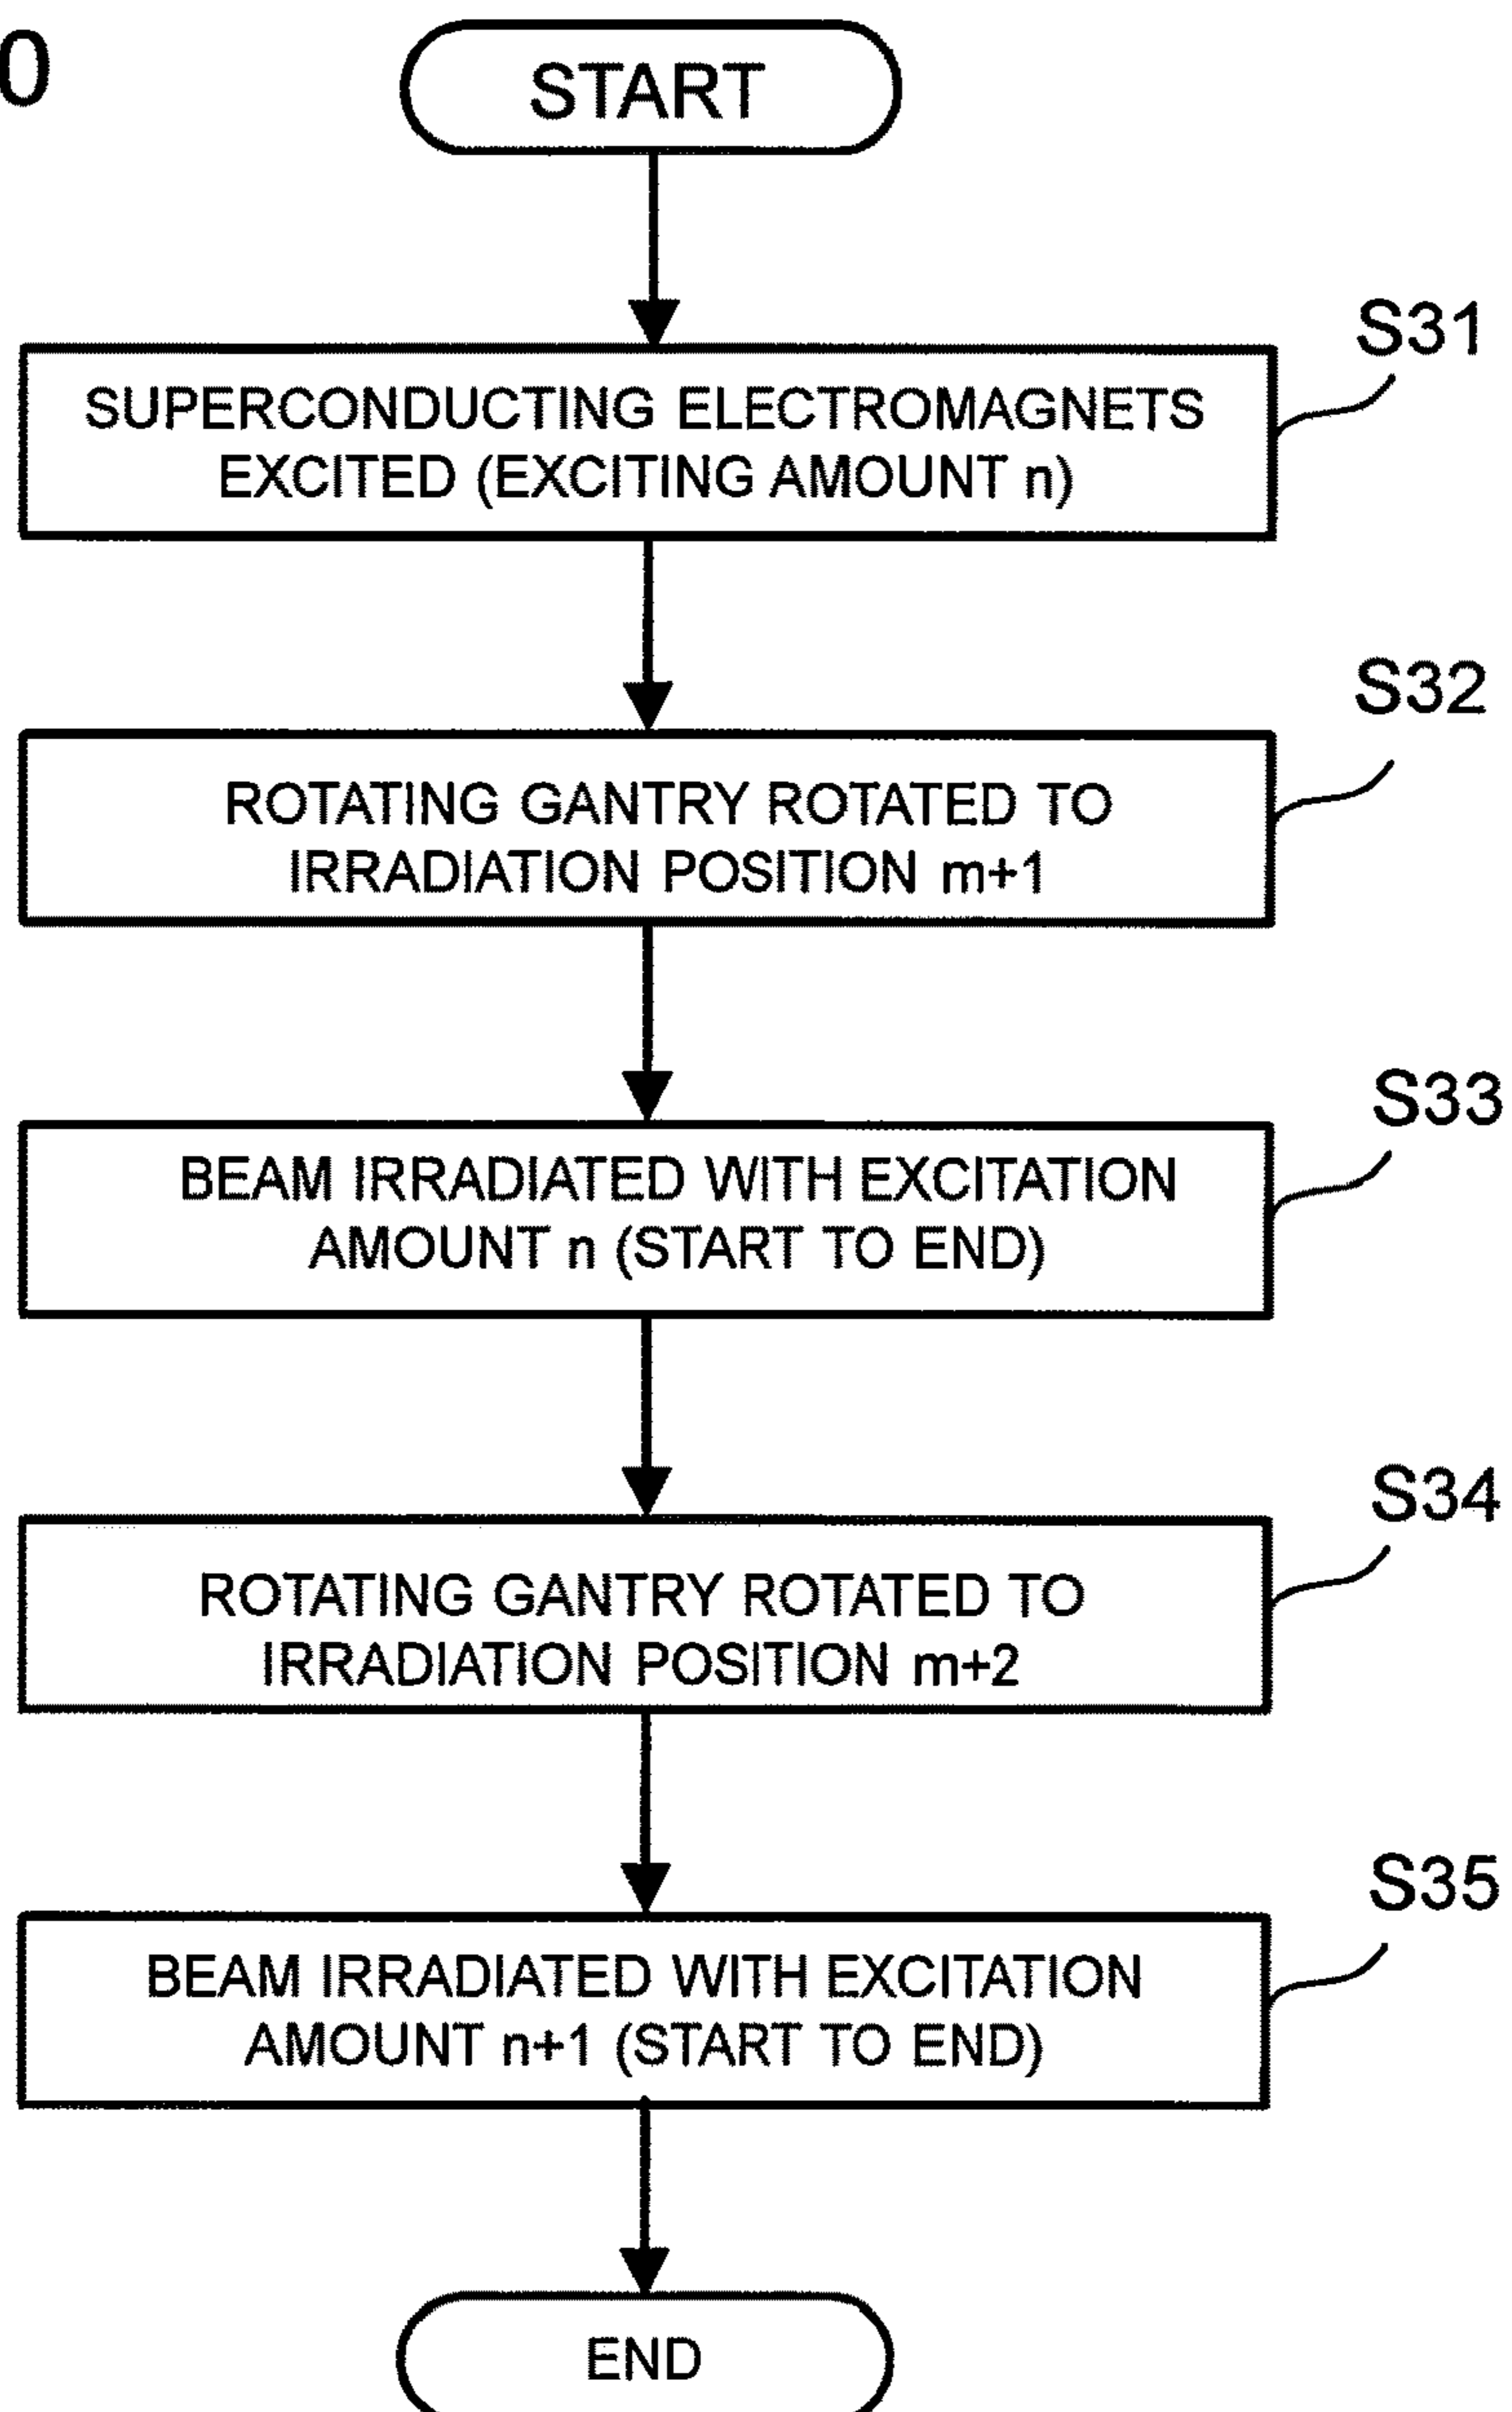 0
START
S31
SUPERCONDUCTING ELECTROMAGNETS
EXCITED (EXCITING AMOUNT n)
S32
ROTATING GANTRY ROTATED TO
IRRADIATION POSITION m+1
S33
BEAM IRRADIATED WITH EXCITATION
AMOUNT n (START TO END)
S34
ROTATING GANTRY ROTATED TO
IRRADIATION POSITION m+2
S35
BEAM IRRADIATED WITH EXCITATION
AMOUNT n+1 (START TO END)
END